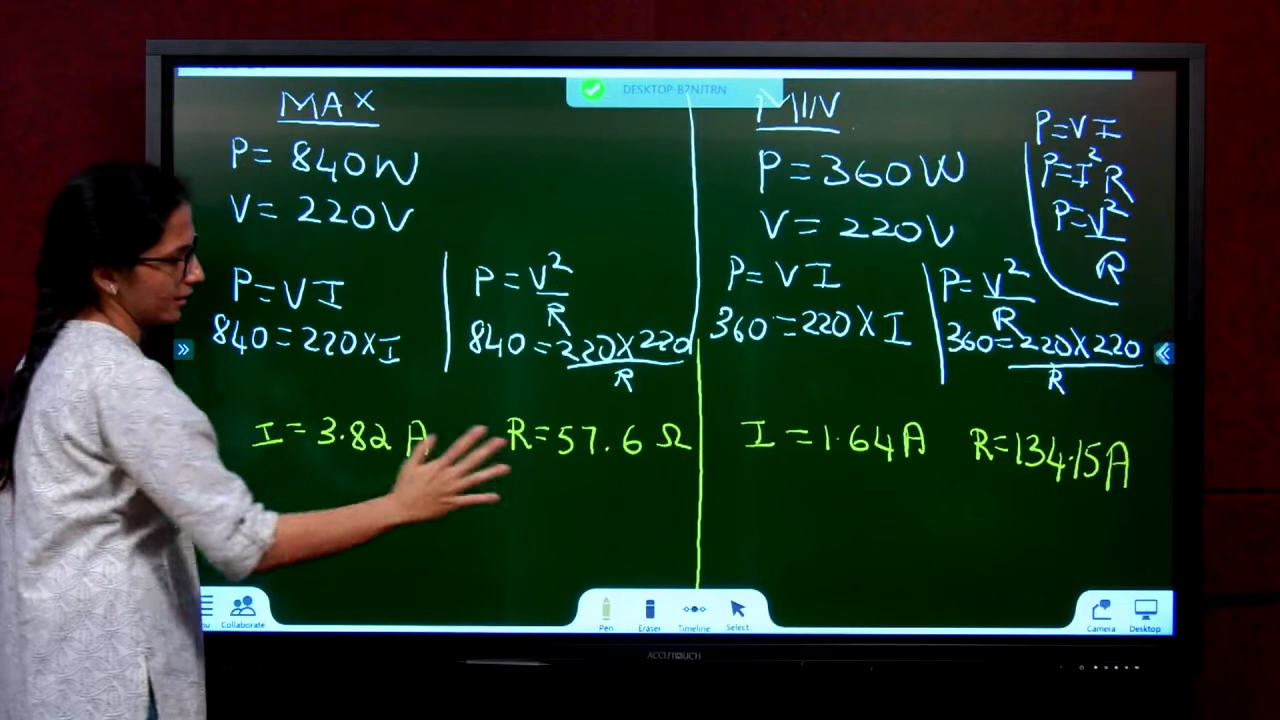 DESKTOP-B7NJTRN
MAX
P = 840W
V = 220V
P = VI
840 = 220 X I
P = V²/R
840 = 220 X 220/R
I = 3.82 A
R = 57.6 Ω
MIN
P = 360W
V = 220V
P = VI
360 = 220 X I
P = V²/R
360 = 220 X 220/R
I = 1.64 A
R = 134.15 A
P = VI
P = I²R
P = V²/R
Collaborate
Pen
Eraser
Timeline
Select
Camera
Desktop
ACCUTOUCH